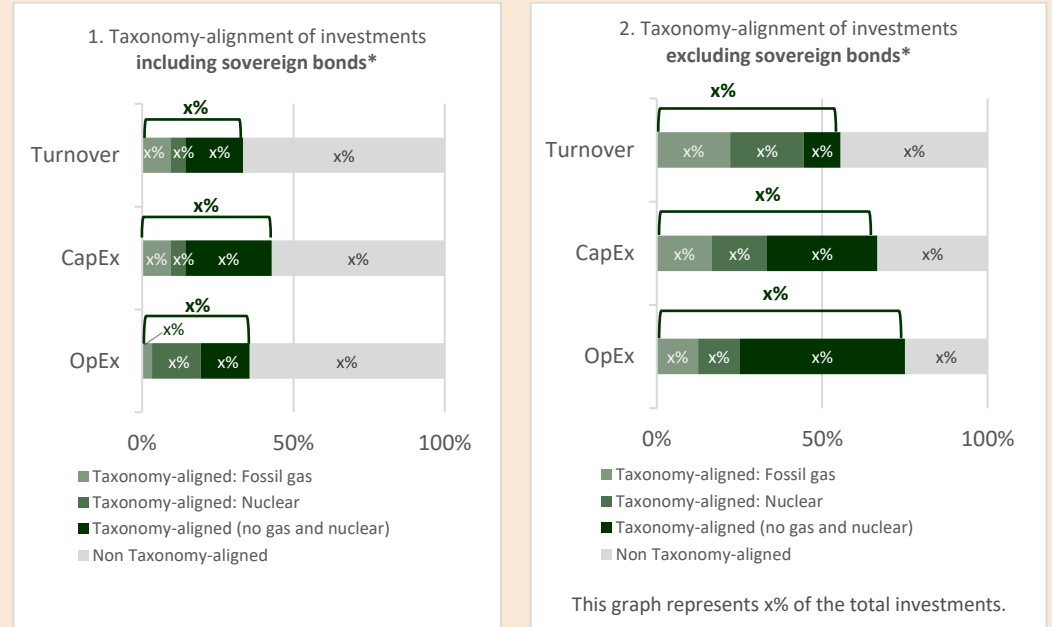 1. Taxonomy-alignment of investments
including sovereign bonds*
x%
Turnover
x% x% x% x%
x%
CapEx
x% x% x% x%
x%
x%
OpEx
x% x% x%
0% 50% 100%
Taxonomy-aligned: Fossil gas
Taxonomy-aligned: Nuclear
Taxonomy-aligned (no gas and nuclear)
Non Taxonomy-aligned
2. Taxonomy-alignment of investments
excluding sovereign bonds*
x%
Turnover
x% x% x% x%
x%
CapEx
x% x% x% x%
x%
OpEx
x% x% x% x%
0% 50% 100%
Taxonomy-aligned: Fossil gas
Taxonomy-aligned: Nuclear
Taxonomy-aligned (no gas and nuclear)
Non Taxonomy-aligned
This graph represents x% of the total investments.